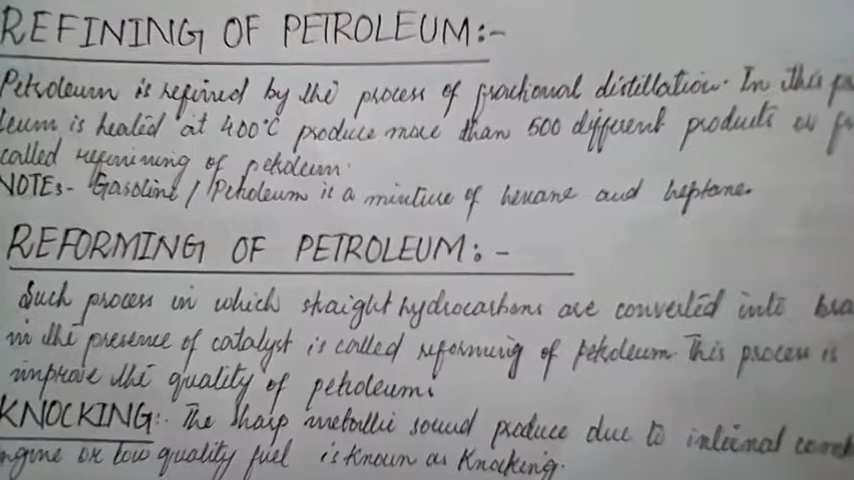 REFINING OF PETROLEUM:-
Petroleum is refined by the process of fractional distillation. In this
leum is heated at 400°C produce more than 500 different products
called refinining of petroleum.
NOTE:- Gasoline / Petroleum is a mixture of hexane and heptane.
REFORMING OF PETROLEUM:-
Such process in which straight hydrocarbons are converted into
in the presence of catalyst is called reforming of petroleum. This process is
improve the quality of petroleum.
KNOCKING:- The sharp metallic sound produce due to internal
ngine or low quality fuel is known as Knocking.